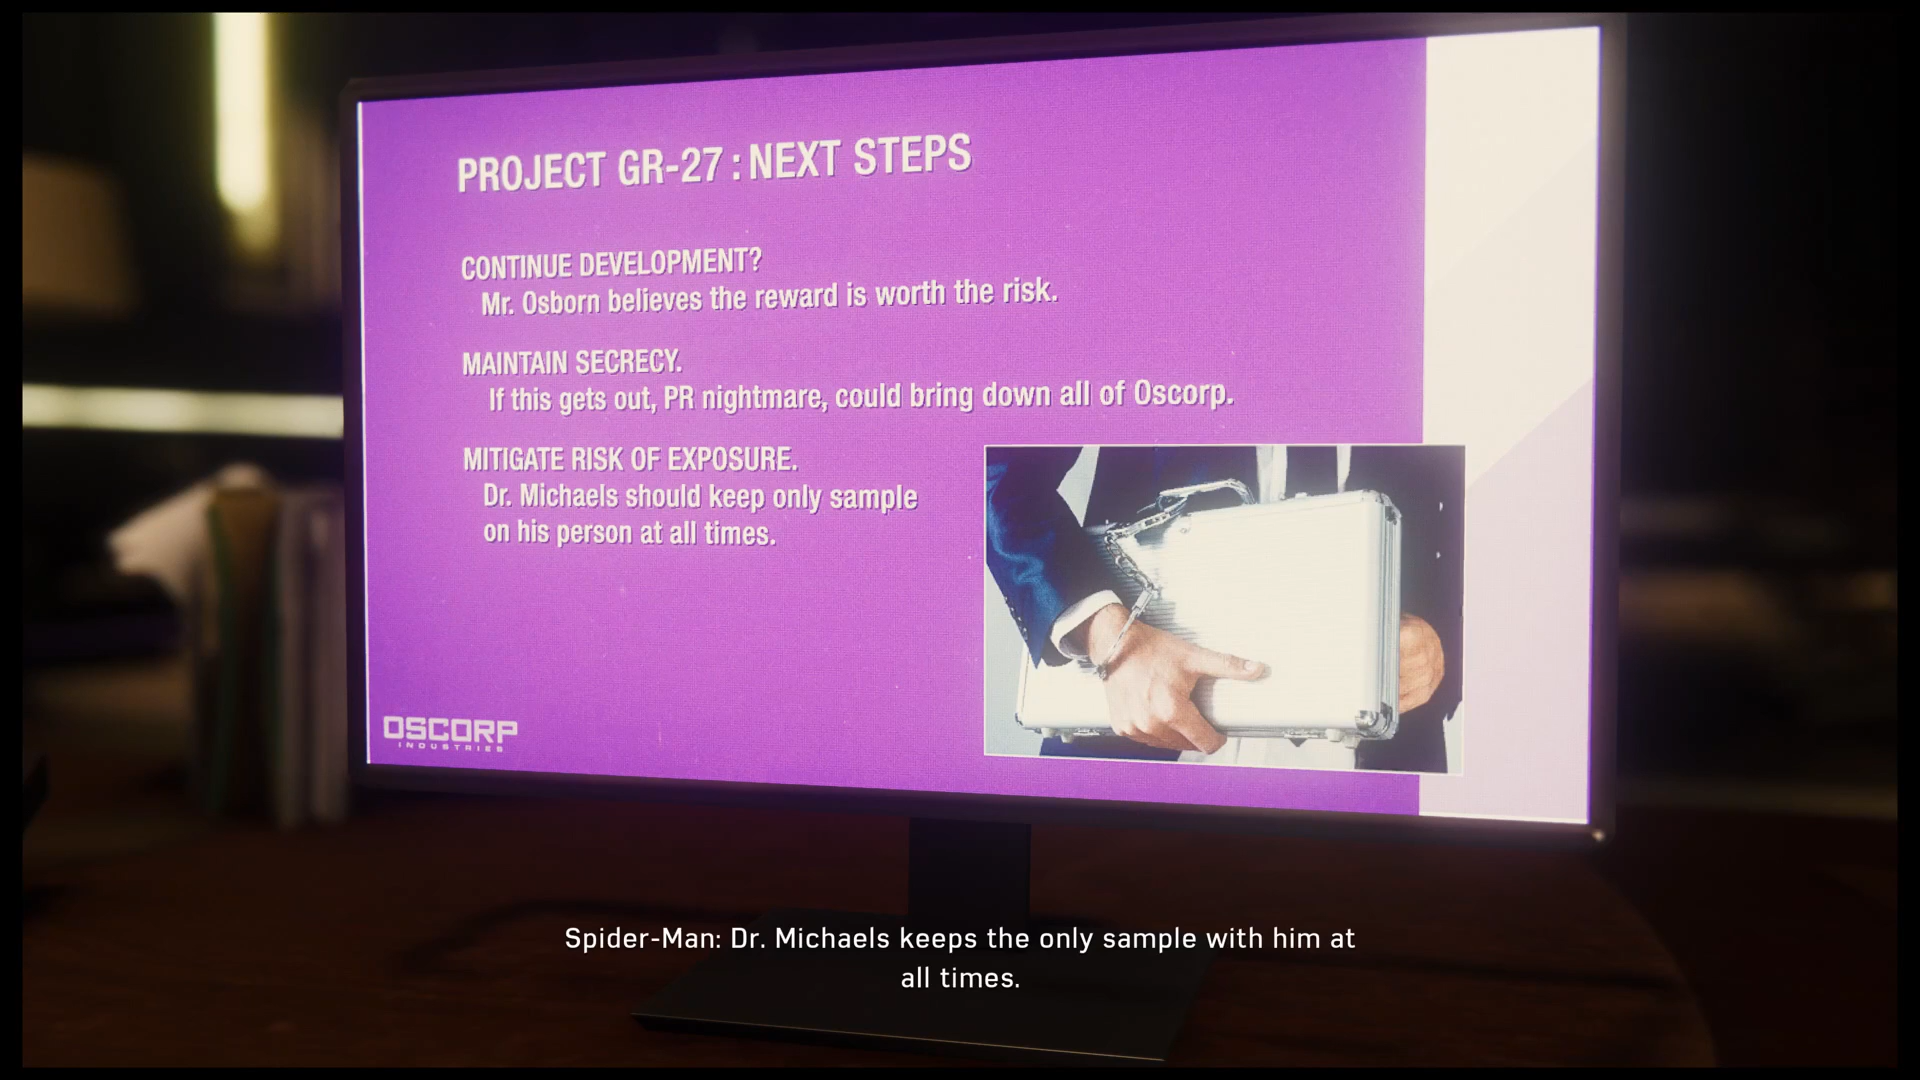 PROJECT GR-27 : NEXT STEPS
CONTINUE DEVELOPMENT?
Mr. Osborn believes the reward is worth the risk.
MAINTAIN SECRECY.
If this gets out, PR nightmare, could bring down all of Oscorp.
MITIGATE RISK OF EXPOSURE.
Dr. Michaels should keep only sample
on his person at all times.
OSCORP
INDUSTRIES
Spider-Man: Dr. Michaels keeps the only sample with him at
all times.